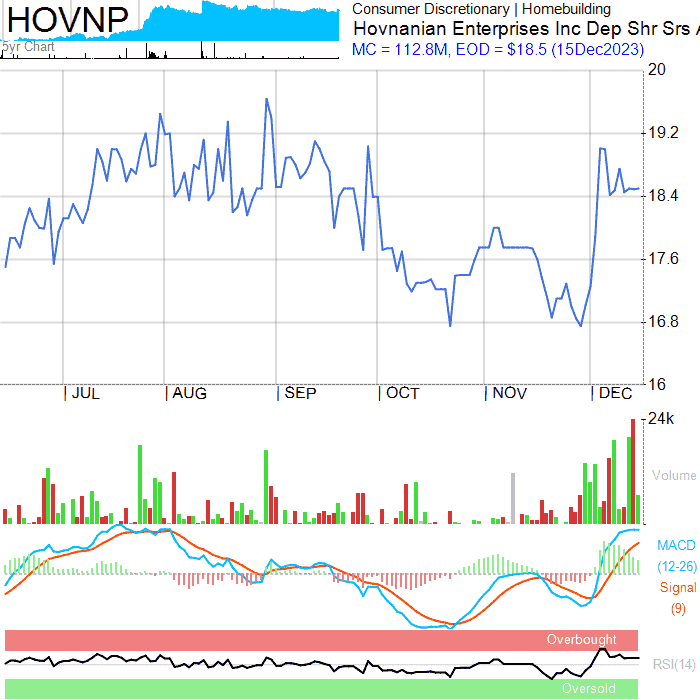 HOVNP
5yr Chart
Consumer Discretionary | Homebuilding
Hovnanian Enterprises Inc Dep Shr Srs A
MC = 112.8M, EOD = $18.5 (15Dec2023)
20
19.2
18.4
17.6
16.8
16
| JUL | AUG | SEP | OCT | NOV | DEC
24k
Volume
MACD
(12-26)
Signal
(9)
Overbought
RSI(14)
Oversold